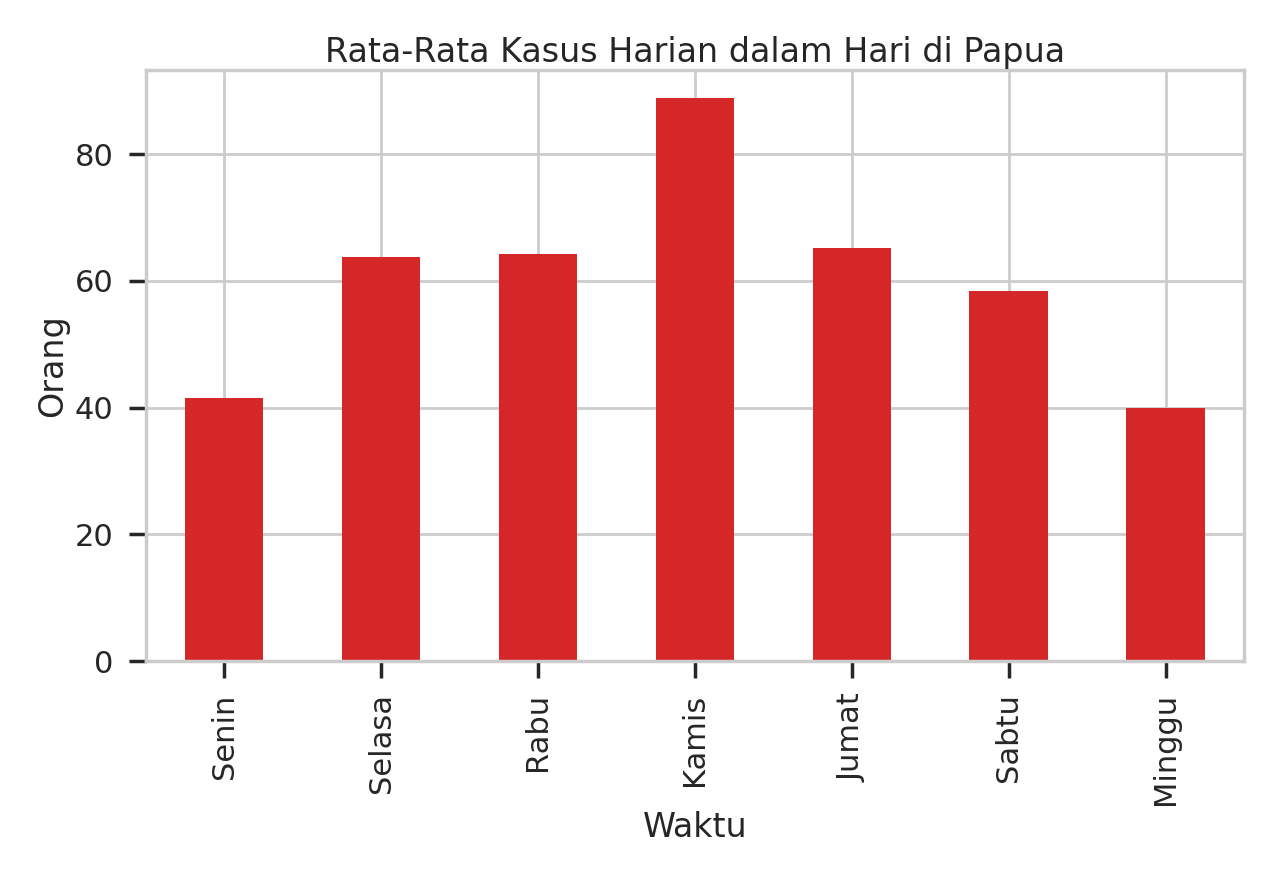 Rata-Rata Kasus Harian dalam Hari di Papua
Orang
80
60
40
20
0
Senin
Selasa
Rabu
Kamis
Jumat
Sabtu
Minggu
Waktu